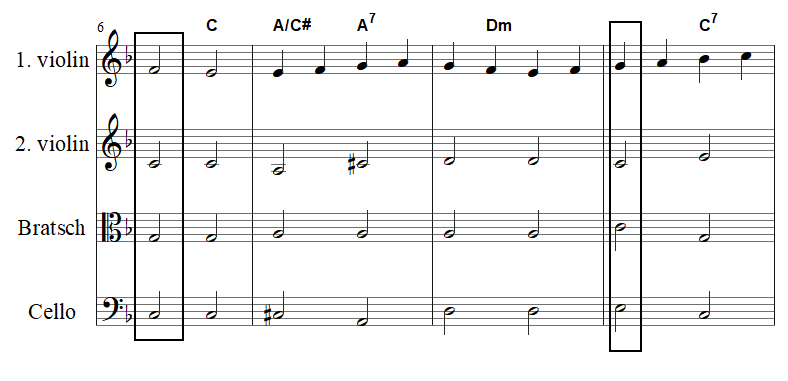 6
C A/C# A7 Dm C7
1. violin
2. violin
Bratsch
Cello